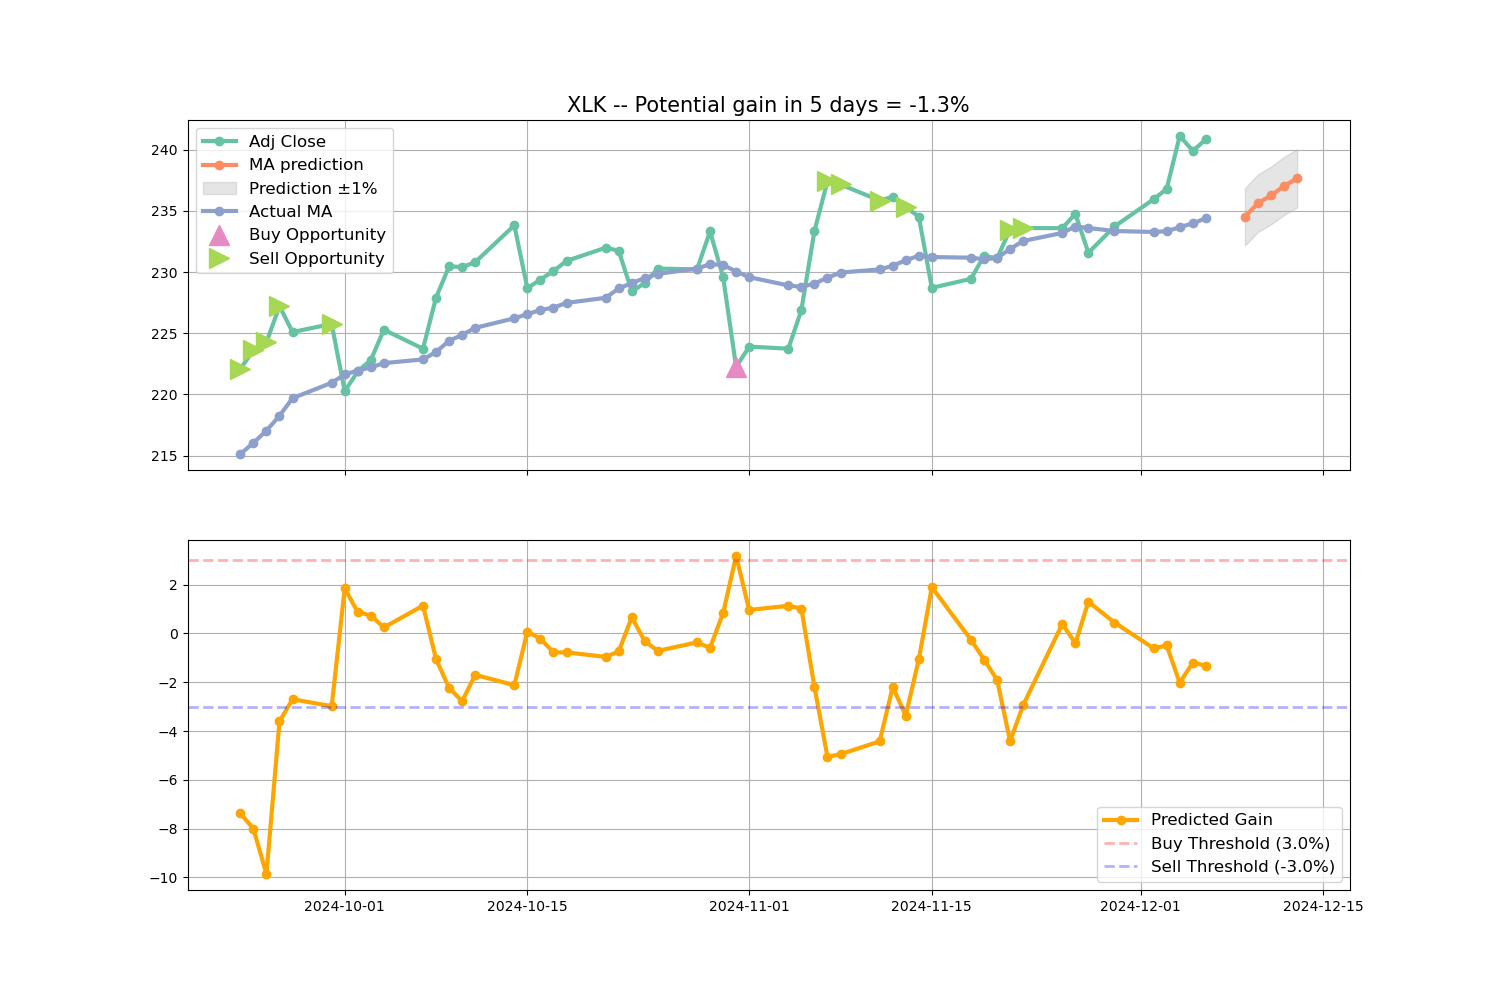 XLK -- Potential gain in 5 days = -1.3%
Adj Close
MA prediction
Prediction ±1%
Actual MA
Buy Opportunity
Sell Opportunity
240
235
230
225
220
215
2
0
−2
−4
−6
−8
−10
Predicted Gain
Buy Threshold (3.0%)
Sell Threshold (-3.0%)
2024-10-01 2024-10-15 2024-11-01 2024-11-15 2024-12-01 2024-12-15